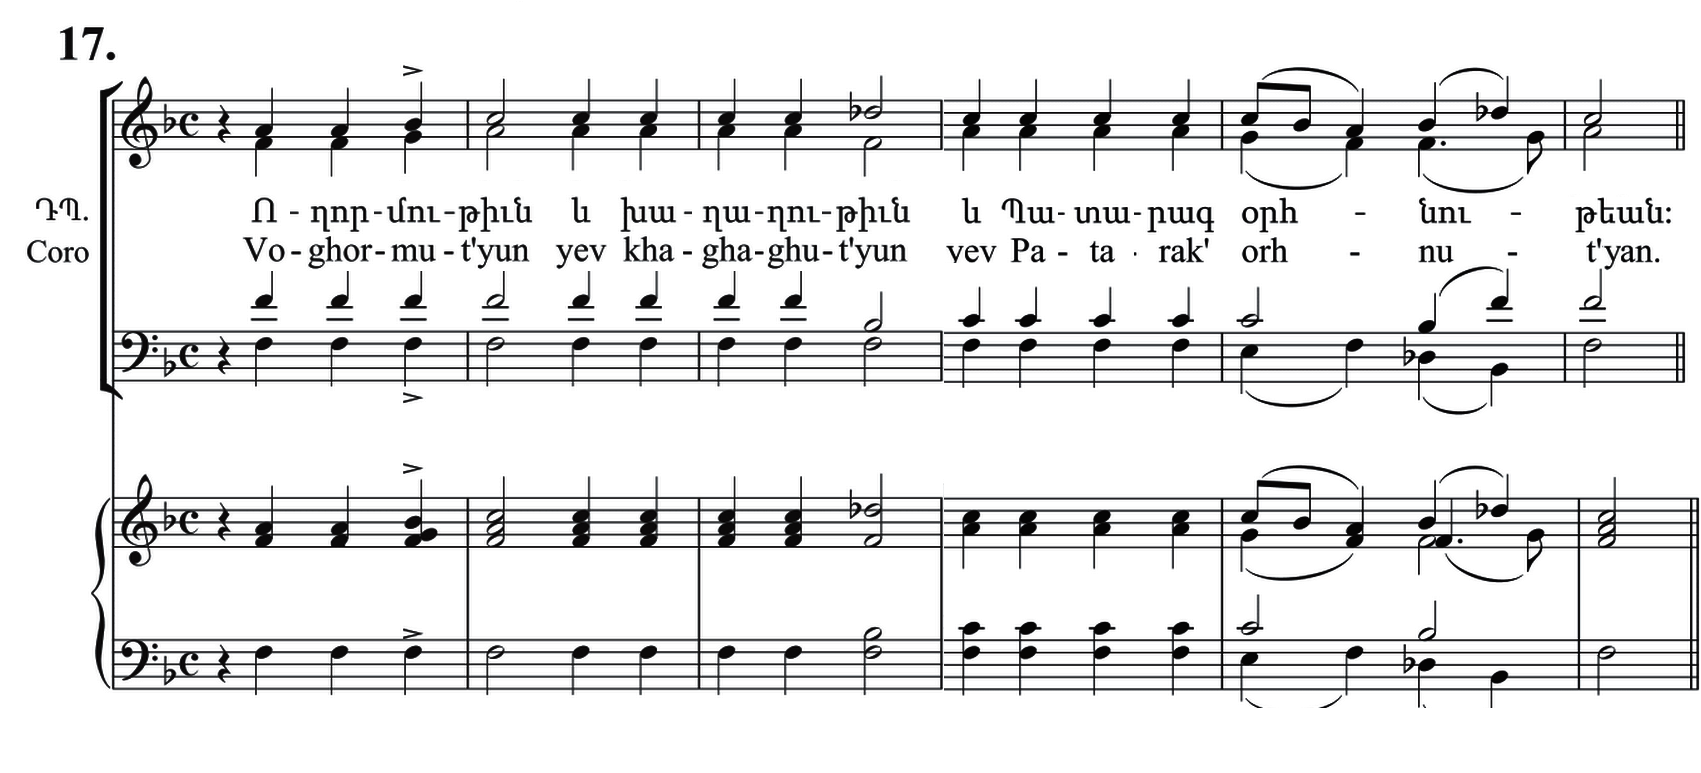 17.
ԴՊ. Ո - ղոր-մու-թիւն և խա - ղա-ղու-թիւն և Պա- տա-րագ օրհ - նու - թեան:
Coro Vo-ghor-mu-t'yun yev kha - gha-ghu-t'yun vev Pa - ta · rak' orh - nu - t'yan.